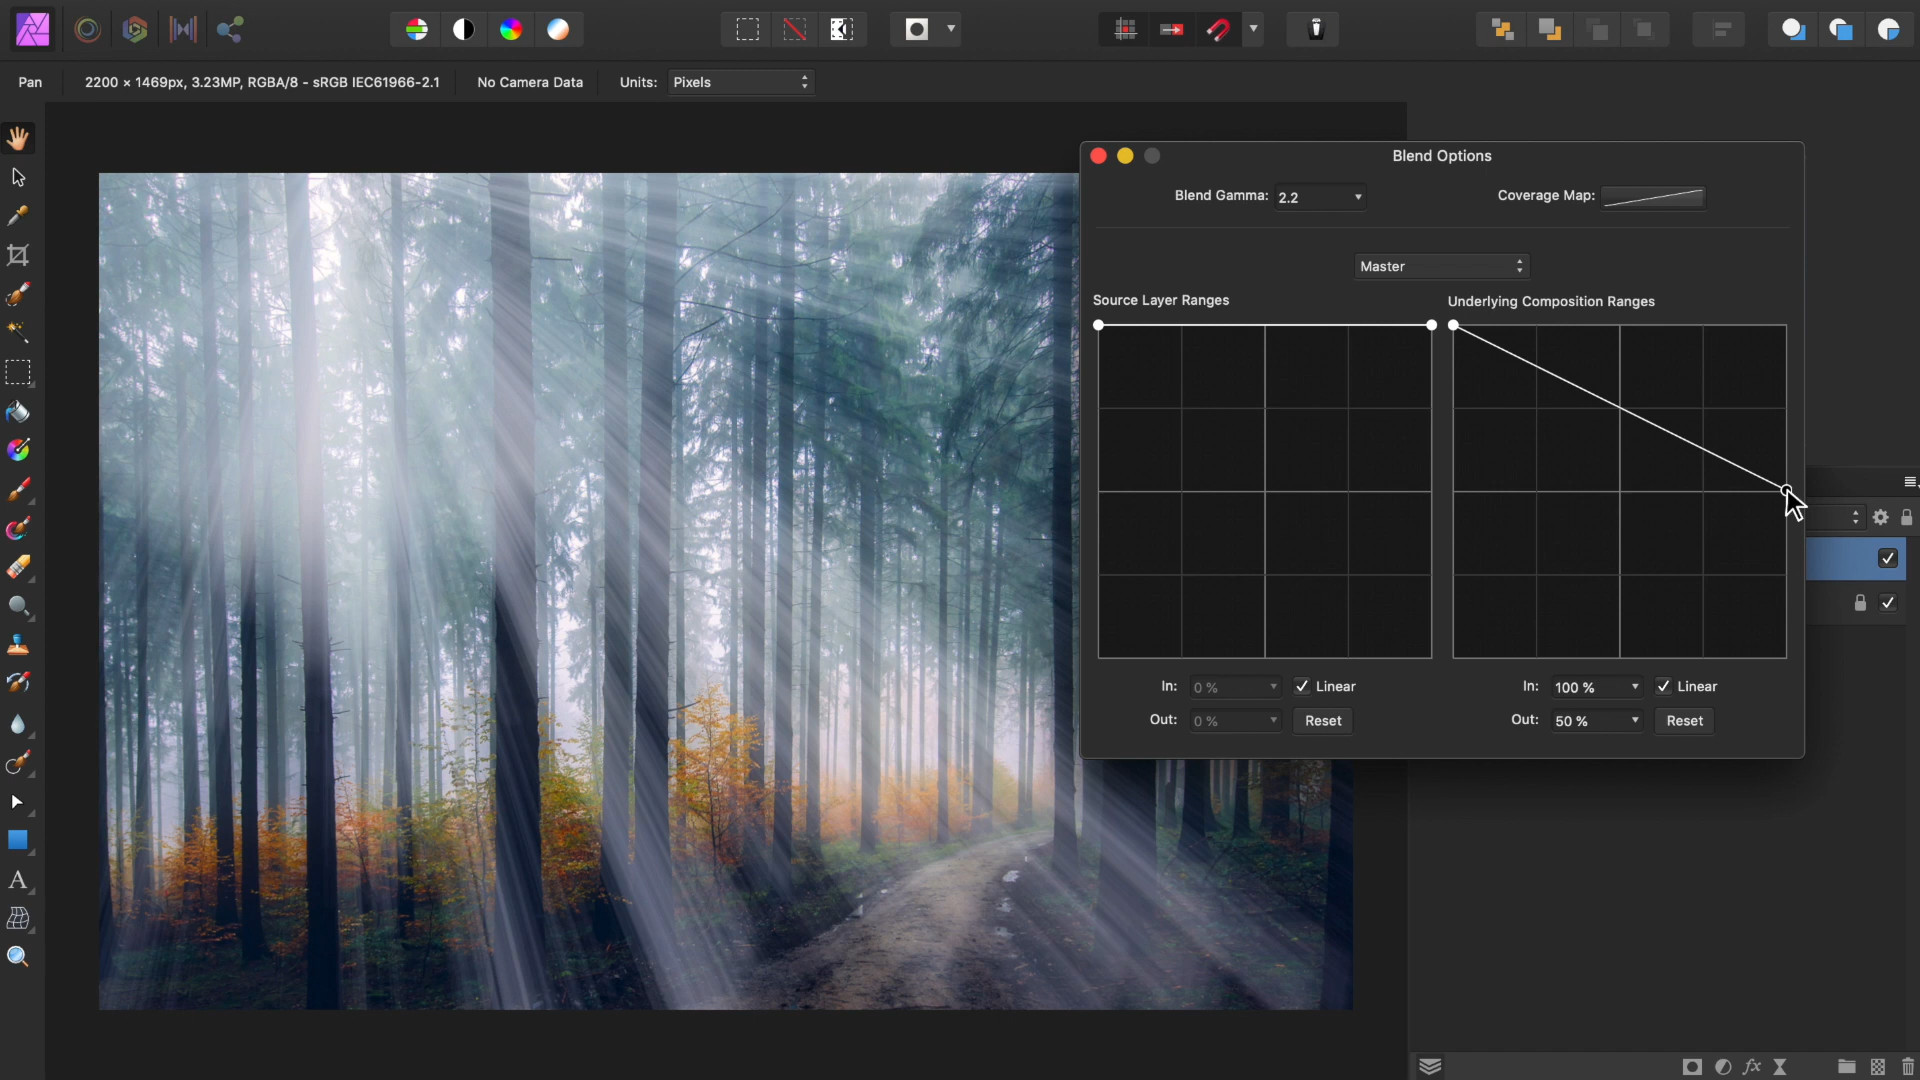 Pan
2200 × 1469px, 3.23MP, RGBA/8 - sRGB IEC61966-2.1
No Camera Data
Units:
Pixels
Blend Options
Blend Gamma:
2.2
Coverage Map:
Master
Source Layer Ranges
Underlying Composition Ranges
In:
0 %
Linear
In:
100 %
Linear
Out:
0 %
Reset
Out:
50 %
Reset